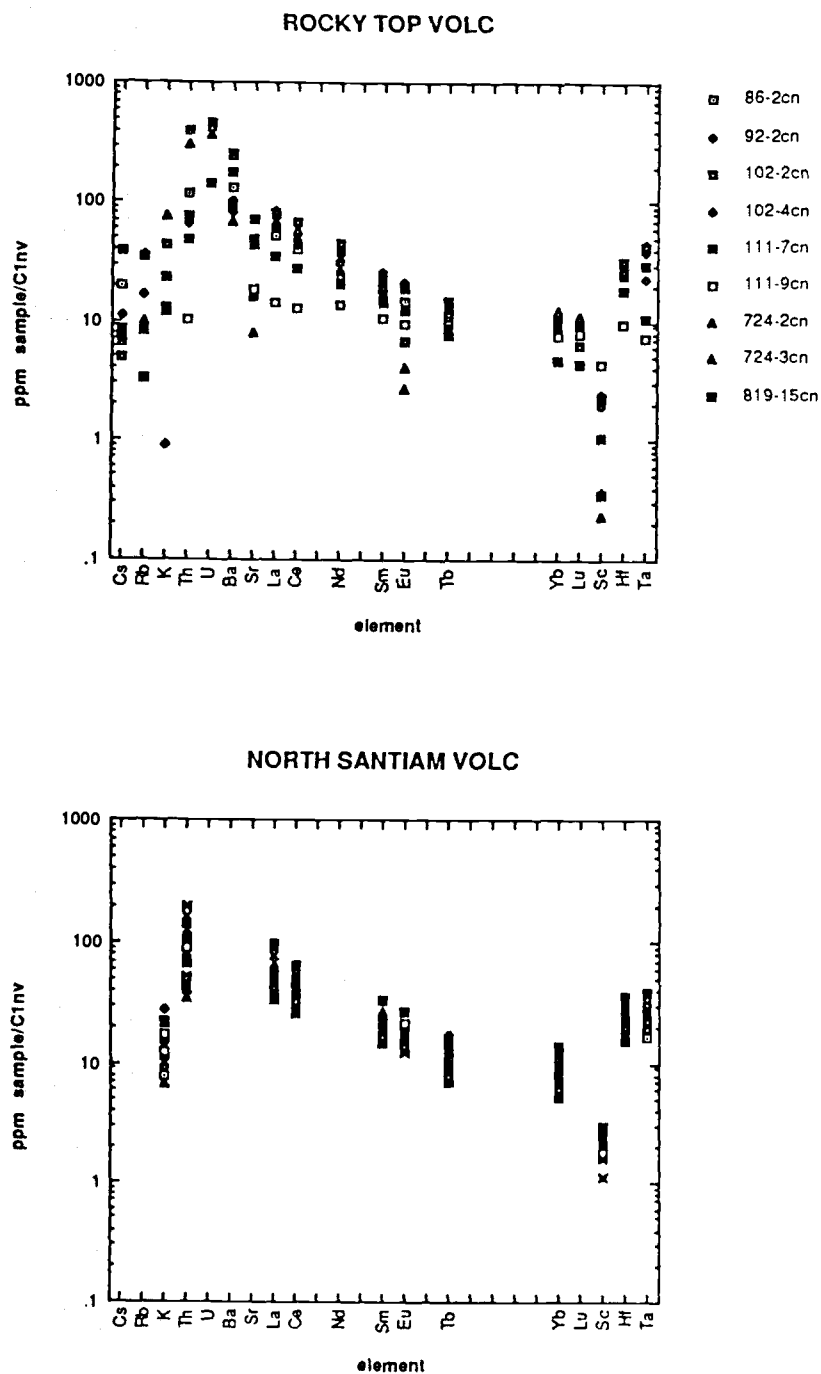 ROCKY TOP VOLC
1000
100
10
1
.1
ppm sample/C1nv
Cs Rb K Th U Ba Sr La Ce Nd Sm Eu Tb Yb Lu Sc Hf Ta
element
86-2cn
92-2cn
102-2cn
102-4cn
111-7cn
111-9cn
724-2cn
724-3cn
819-15cn
NORTH SANTIAM VOLC
1000
100
10
1
.1
ppm sample/C1nv
Cs Rb K Th U Ba Sr La Ce Nd Sm Eu Tb Yb Lu Sc Hf Ta
element